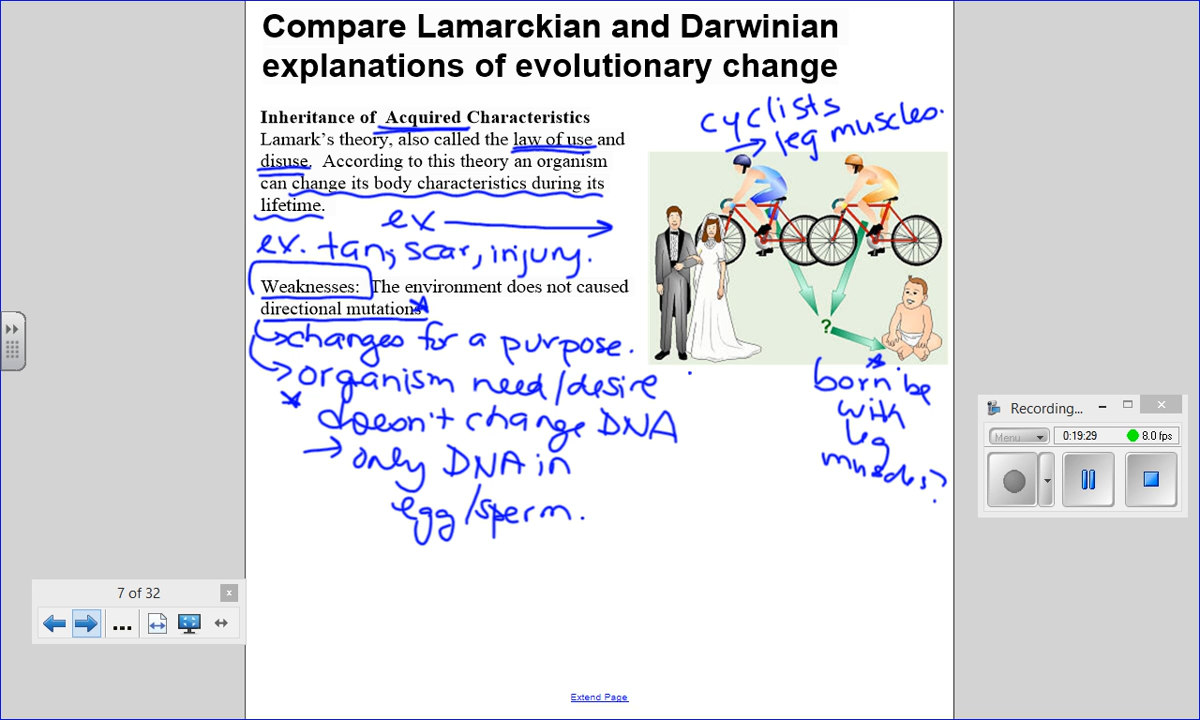 Compare Lamarckian and Darwinian
explanations of evolutionary change
Inheritance of Acquired Characteristics
Lamark's theory, also called the law of use and
disuse. According to this theory an organism
can change its body characteristics during its
lifetime.
ex
ex. tan, scar, injury.
Weaknesses: The environment does not caused
directional mutations
changes for a purpose.
organism need/desire
doesn't change DNA
only DNA in
egg/sperm.
cyclists
leg muscles.
?
born be
with
leg
muscles?
Recording...
Menu
0:19:29
8.0 fps
7 of 32
...
Extend Page